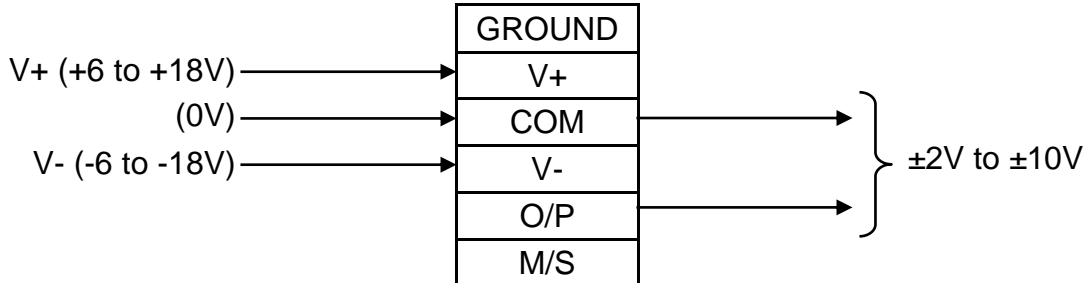 GROUND
V+ (+6 to +18V)
V+
(0V)
COM
V- (-6 to -18V)
V-
±2V to ±10V
O/P
M/S